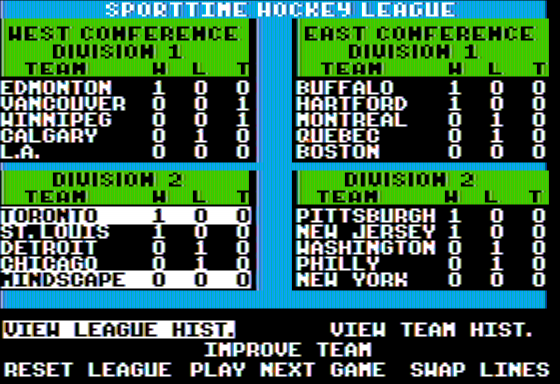 SPORTTIME HOCKEY LEAGUE
WEST CONFERENCE
DIVISION 1
TEAM W L T
EDMONTON 1 0 0
VANCOUVER 0 0 1
WINNIPEG 0 0 1
CALGARY 0 1 0
L.A. 0 0 0
DIVISION 2
TEAM W L T
TORONTO 1 0 0
ST.LOUIS 1 0 0
DETROIT 0 1 0
CHICAGO 0 1 0
MINDSCAPE 0 0 0
EAST CONFERENCE
DIVISION 1
TEAM W L T
BUFFALO 1 0 0
HARTFORD 1 0 0
MONTREAL 0 1 0
QUEBEC 0 1 0
BOSTON 0 0 0
DIVISION 2
TEAM W L T
PITTSBURGH 1 0 0
NEW JERSEY 1 0 0
WASHINGTON 0 1 0
PHILLY 0 1 0
NEW YORK 0 0 0
VIEW LEAGUE HIST. VIEW TEAM HIST.
IMPROVE TEAM
RESET LEAGUE PLAY NEXT GAME SWAP LINES